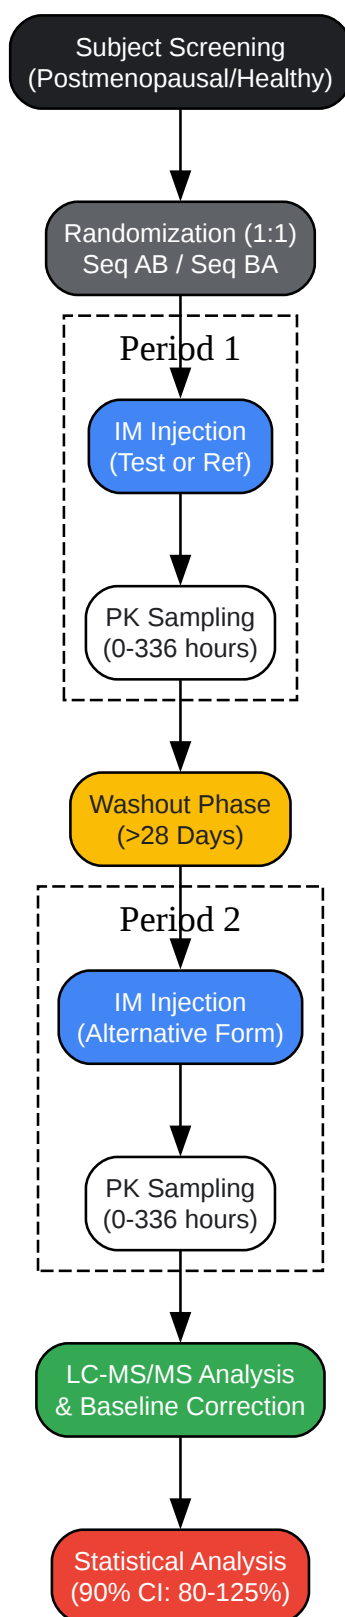 Subject Screening
(Postmenopausal/Healthy)
Randomization (1:1)
Seq AB / Seq BA
Period 1
IM Injection
(Test or Ref)
PK Sampling
(0-336 hours)
Washout Phase
(>28 Days)
Period 2
IM Injection
(Alternative Form)
PK Sampling
(0-336 hours)
LC-MS/MS Analysis
& Baseline Correction
Statistical Analysis
(90% CI: 80-125%)